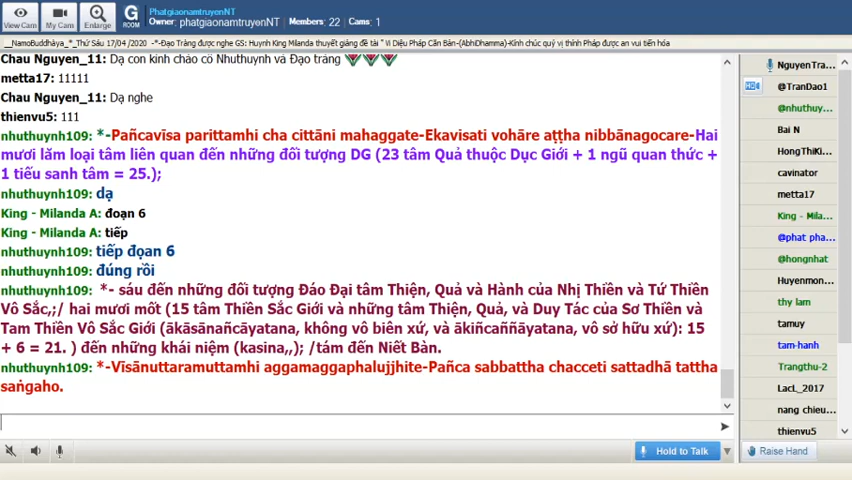 View Cam
My Cam
Enlarge
G
ROOM
PhatgiaonamtruyenNT
Owner: phatgiaonamtruyenNT | Members: 22 | Cams: 1
__NamoBuddhàya_*_Thứ Sáu 17/04 /2020 -*-Đạo Tràng được nghe GS: Huynh King Milanda thuyết giảng đề tài " Vi Diệu Pháp Căn Bản-(AbhDhamma)-Kính chúc quý vị thính Pháp được an vui tiến hóa
Chau Nguyen_11: Dạ con kính chào cô Nhuthuynh và Đạo tràng
metta17: 11111
Chau Nguyen_11: Dạ nghe
thienvu5: 111
nhuthuynh109: *-Pañcavīsa parittamhi cha cittāni mahaggate-Ekavisati vohāre aṭṭha nibbānagocare-Hai
mươi lăm loại tâm liên quan đến những đối tượng DG (23 tâm Quả thuộc Dục Giới + 1 ngũ quan thức +
1 tiếu sanh tâm = 25.);
nhuthuynh109: dạ
King - Milanda A: đoạn 6
King - Milanda A: tiếp
nhuthuynh109: tiếp đọan 6
nhuthuynh109: đúng rồi
nhuthuynh109: *- sáu đến những đối tượng Đáo Đại tâm Thiện, Quả và Hành của Nhị Thiền và Tứ Thiền
Vô Sắc,;/ hai mươi mốt (15 tâm Thiền Sắc Giới và những tâm Thiện, Quả, và Duy Tác của Sơ Thiền và
Tam Thiền Vô Sắc Giới (ākāsānañcāyatana, không vô biên xứ, và ākiñcaññāyatana, vô sở hữu xứ): 15
+ 6 = 21. ) đến những khái niệm (kasina,,); /tám đến Niết Bàn.
nhuthuynh109: *-Vīsānuttaramuttamhi aggamaggaphalujjhite-Pañca sabbattha chacceti sattadhā tattha
saṅgaho.
Hold to Talk
NguyenTra...
HD
@TranDao1
@nhuthuy...
Bai N
HongThiKi...
cavinator
metta17
King - Mila...
@phat pha...
@hongnhat
Huyenmon...
thy lam
tamuy
tam-hanh
Trangthu-2
LacL_2017
nang chieu...
thienvu5
Raise Hand